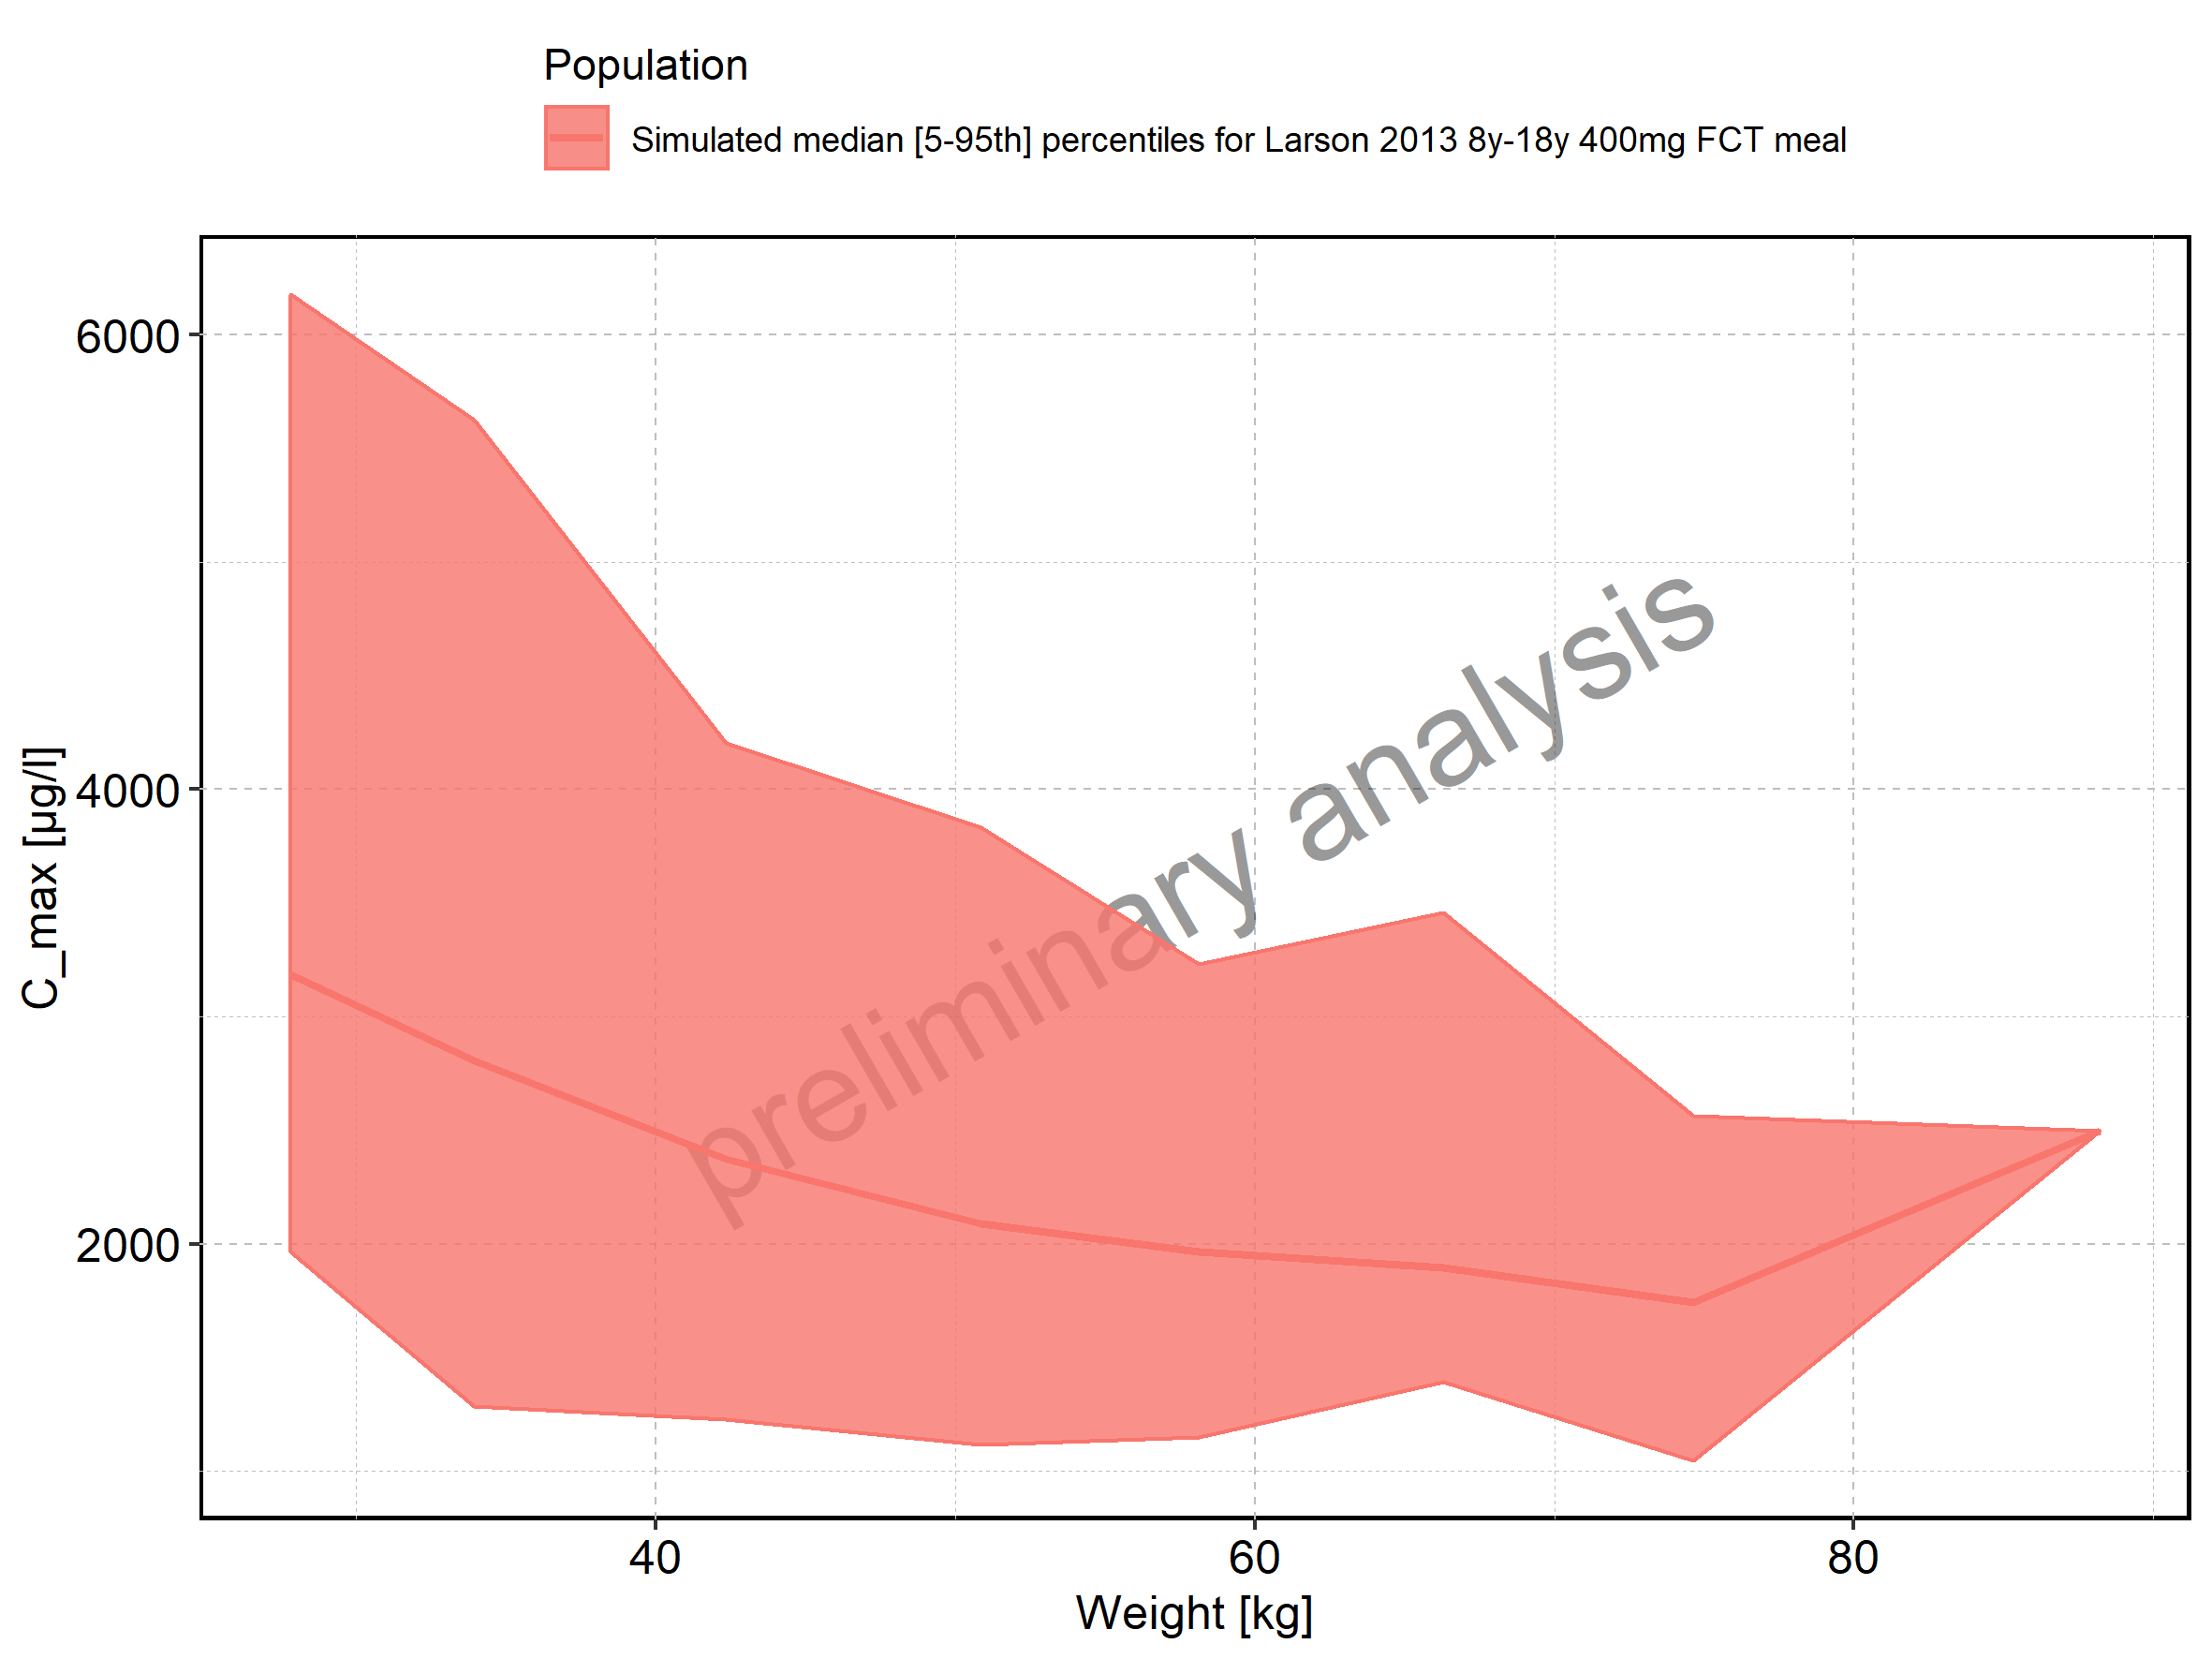 Population
Simulated median [5-95th] percentiles for Larson 2013 8y-18y 400mg FCT meal
6000
4000
2000
C_max [µg/l]
preliminary analysis
40 60 80
Weight [kg]